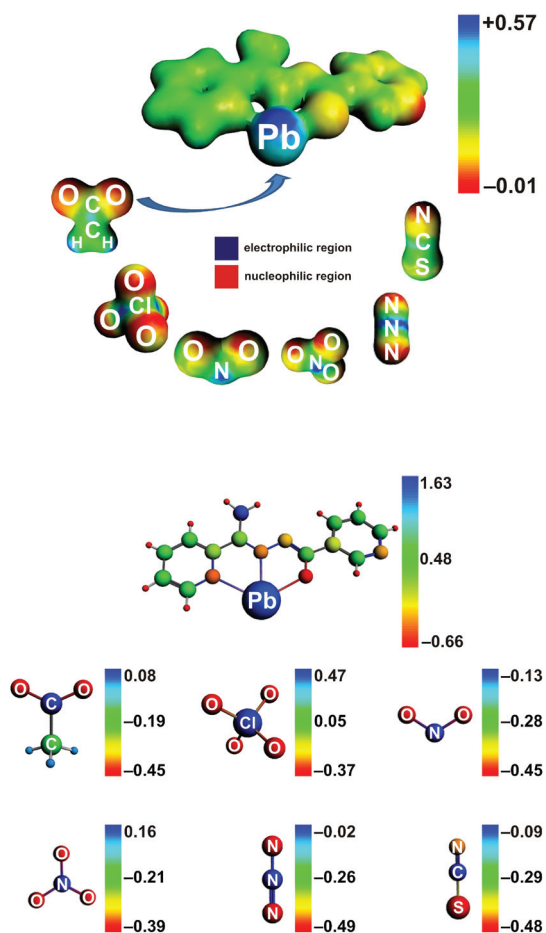 +0.57
Pb
−0.01
O O
C
C
H H
electrophilic region
nucleophilic region
N
C
S
O
Cl
O
O
O O
N
O
O N
O
N
N
N
1.63
0.48
−0.66
Pb
O O
C
C
0.08
−0.19
−0.45
O O
Cl
O O
0.47
0.05
−0.37
O O
N
−0.13
−0.28
−0.45
O
N
O O
0.16
−0.21
−0.39
N
N
N
−0.02
−0.26
−0.49
N
C
S
−0.09
−0.29
−0.48